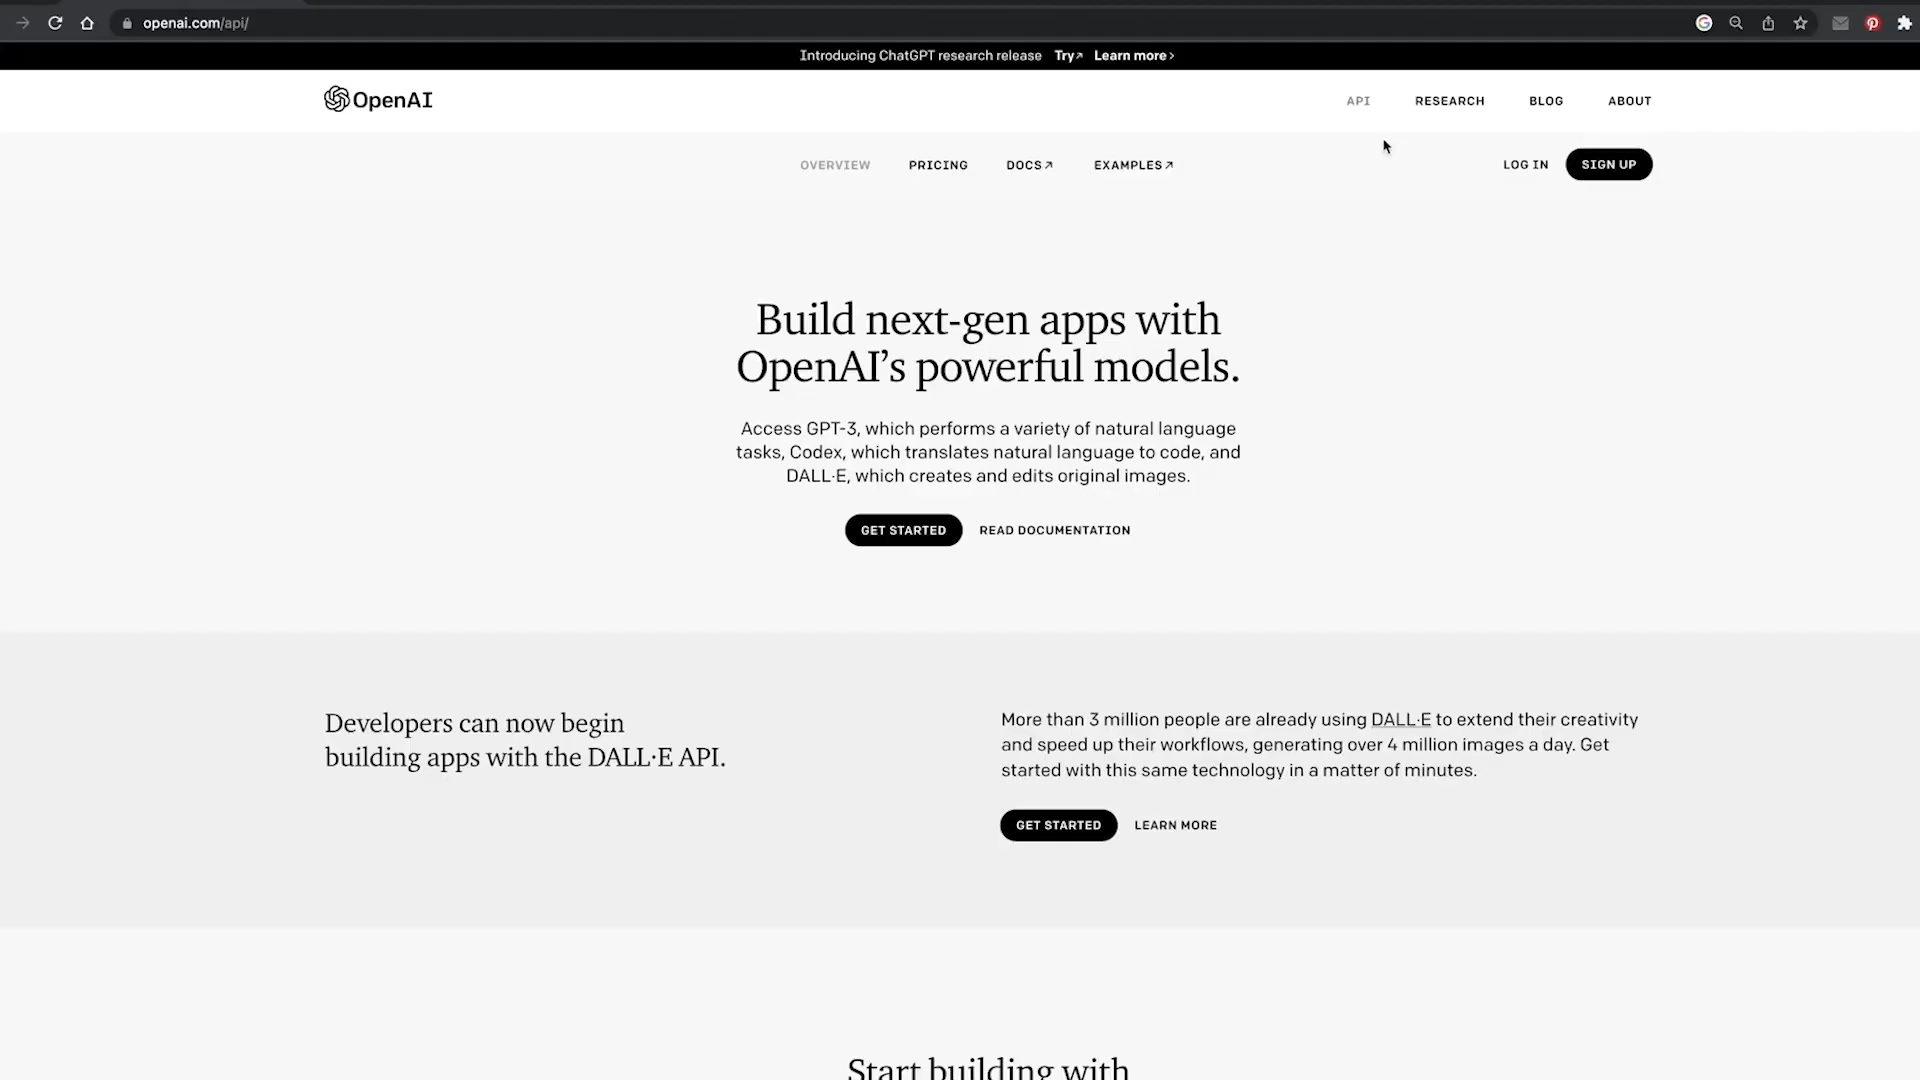 openai.com/api/
Introducing ChatGPT research release Try↗ Learn more ›
OpenAI
API RESEARCH BLOG ABOUT
OVERVIEW PRICING DOCS↗ EXAMPLES↗ LOG IN SIGN UP
Build next-gen apps with
OpenAI’s powerful models.
Access GPT-3, which performs a variety of natural language
tasks, Codex, which translates natural language to code, and
DALL·E, which creates and edits original images.
GET STARTED READ DOCUMENTATION
Developers can now begin
building apps with the DALL·E API.
More than 3 million people are already using DALL·E to extend their creativity
and speed up their workflows, generating over 4 million images a day. Get
started with this same technology in a matter of minutes.
GET STARTED LEARN MORE
Start building with